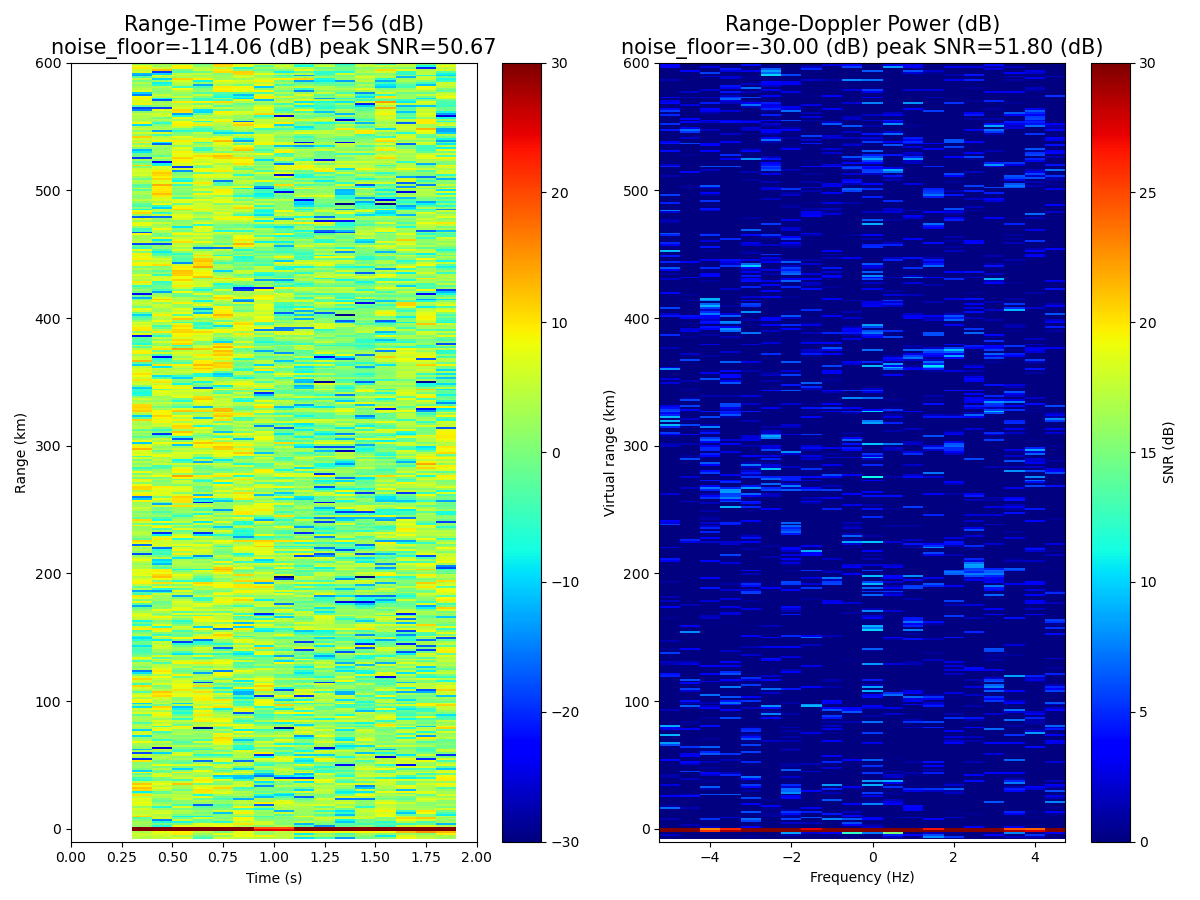 Range-Time Power f=56 (dB)
noise_floor=-114.06 (dB) peak SNR=50.67
Range-Doppler Power (dB)
noise_floor=-30.00 (dB) peak SNR=51.80 (dB)
600
500
400
300
200
100
0
Range (km)
0.00 0.25 0.50 0.75 1.00 1.25 1.50 1.75 2.00
Time (s)
30
20
10
0
−10
−20
−30
600
500
400
300
200
100
0
Virtual range (km)
−4 −2 0 2 4
Frequency (Hz)
30
25
20
15
10
5
0
SNR (dB)